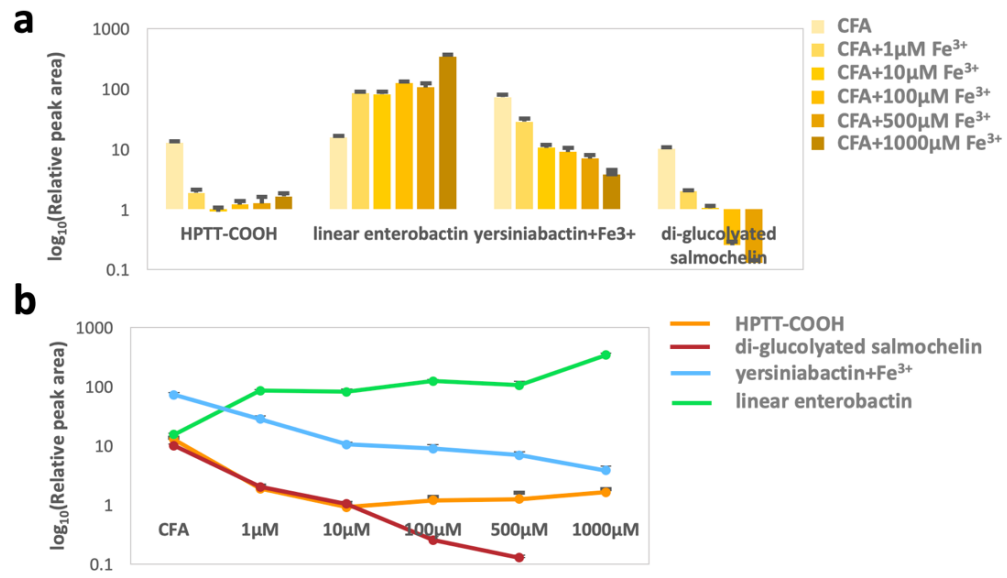 a
log₁₀(Relative peak area)
1000
100
10
1
0.1
HPTT-COOH
linear enterobactin
yersiniabactin+Fe3+
di-glucolyated
salmochelin
CFA
CFA+1µM Fe³⁺
CFA+10µM Fe³⁺
CFA+100µM Fe³⁺
CFA+500µM Fe³⁺
CFA+1000µM Fe³⁺
b
log₁₀(Relative peak area)
1000
100
10
1
0.1
CFA
1µM
10µM
100µM
500µM
1000µM
HPTT-COOH
di-glucolyated salmochelin
yersiniabactin+Fe³⁺
linear enterobactin